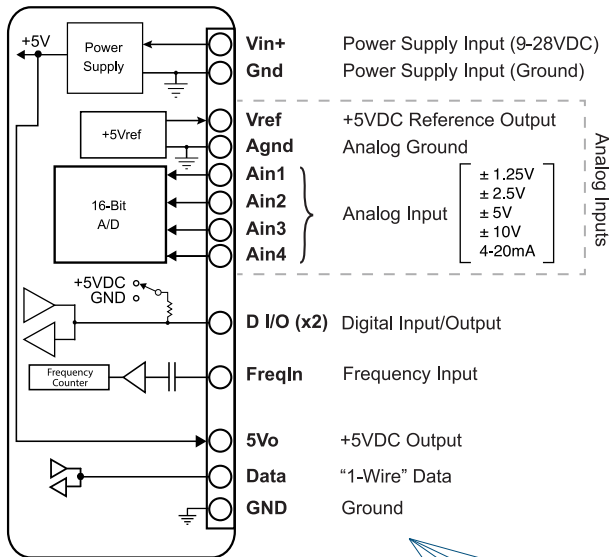 +5V
Power
Supply
Vin+ Power Supply Input (9-28VDC)
Gnd Power Supply Input (Ground)
+5Vref
Vref +5VDC Reference Output
Agnd Analog Ground
16-Bit
A/D
Ain1
Ain2
Ain3
Ain4
Analog Input
± 1.25V
± 2.5V
± 5V
± 10V
4-20mA
Analog Inputs
+5VDC
GND
D I/O (x2) Digital Input/Output
Frequency
Counter
FreqIn Frequency Input
5Vo +5VDC Output
Data "1-Wire" Data
GND Ground